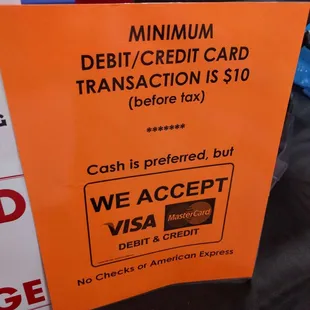 MINIMUM
DEBIT/CREDIT CARD
TRANSACTION IS $10
(before tax)
*******
Cash is preferred, but
WE ACCEPT
VISA MasterCard
DEBIT & CREDIT
No Checks or American Express
G
D
GE